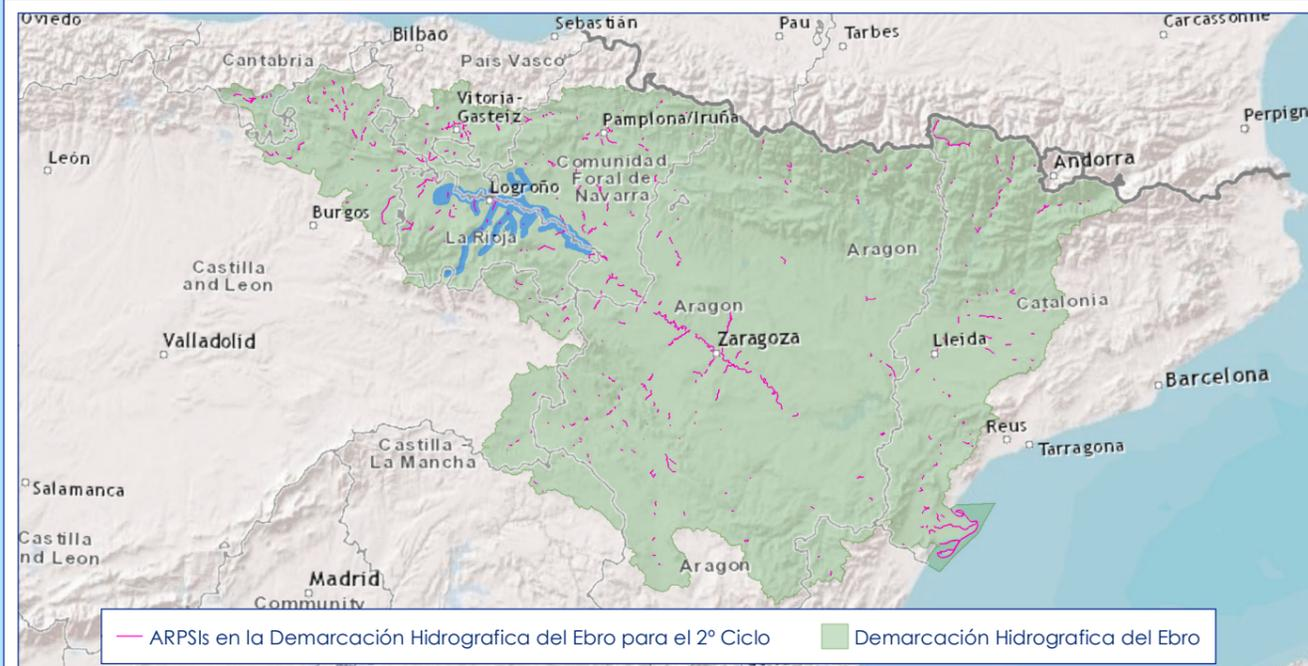 Oviedo
Sebastián
Pau
Carcassonne
Bilbao
Tarbes
Cantabria
País Vasco
Vitoria-
Gasteiz
Pamplona/Iruña
Perpign
León
Andorra
Comunidad
Foral de
Navarra
Logroño
Burgos
La Rioja
Aragon
Castilla
and Leon
Aragon
Catalonia
Valladolid
Zaragoza
Lleida
Barcelona
Reus
Tarragona
Castilla -
La Mancha
Salamanca
Castilla
nd Leon
Aragon
Madrid
Community
ARPSIs en la Demarcación Hidrografica del Ebro para el 2º Ciclo
Demarcación Hidrografica del Ebro